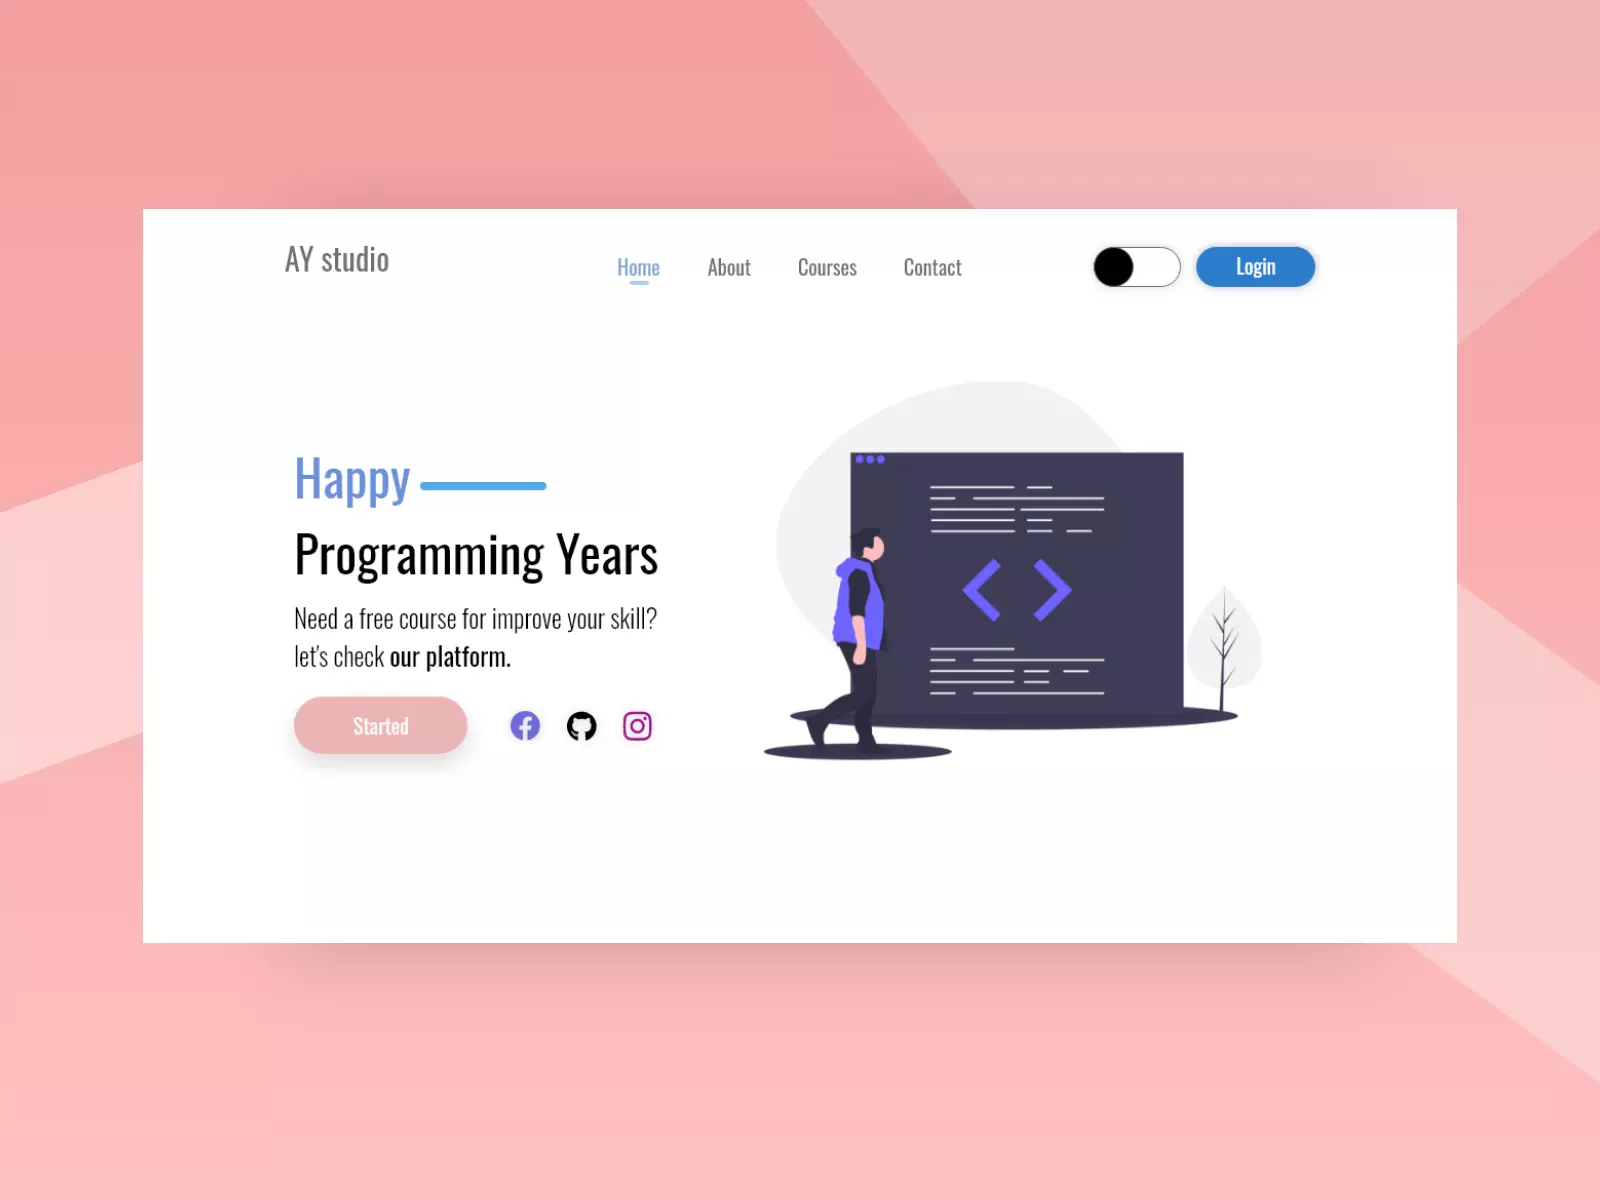 AY studio
Home
About
Courses
Contact
Login
Happy
Programming Years
Need a free course for improve your skill?
let's check our platform.
Started